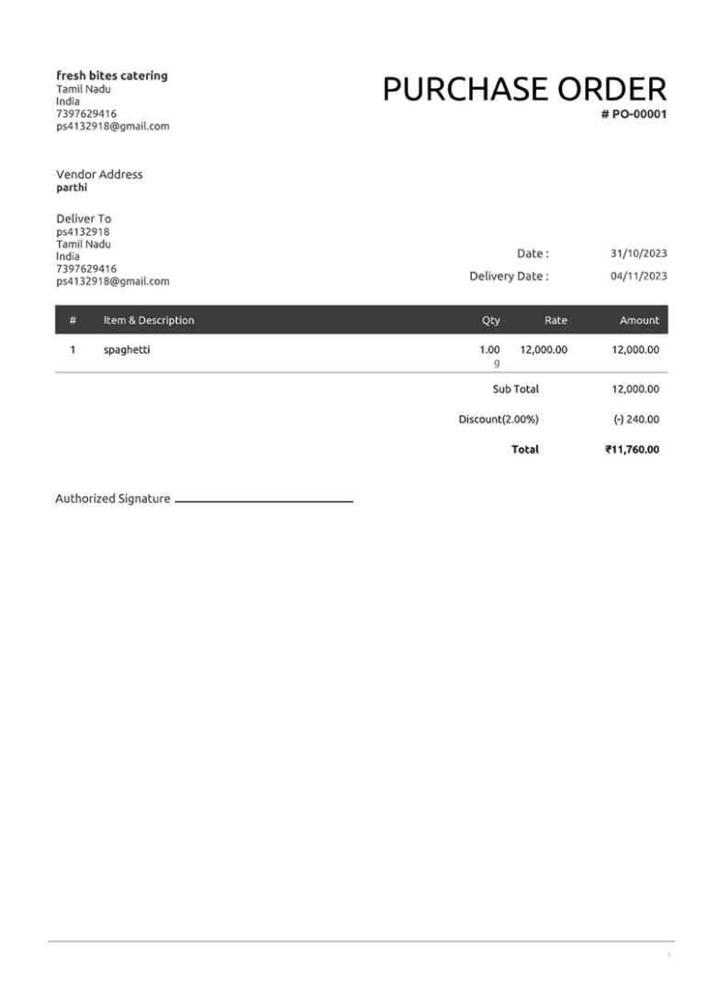 fresh bites catering
Tamil Nadu
India
7397629416
ps4132918@gmail.com
PURCHASE ORDER
# PO-00001
Vendor Address
parthi
Deliver To
ps4132918
Tamil Nadu
India
7397629416
ps4132918@gmail.com
Date : 31/10/2023
Delivery Date : 04/11/2023
# Item & Description Qty Rate Amount
1 spaghetti 1.00 12,000.00 12,000.00
g
Sub Total 12,000.00
Discount(2.00%) (-) 240.00
Total ₹11,760.00
Authorized Signature
1